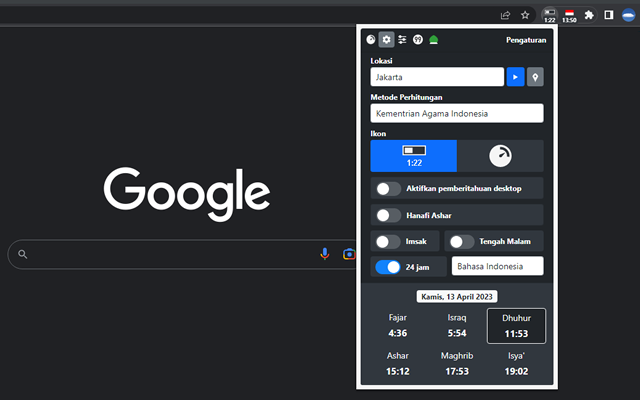 1:22
13:50
99
Pengaturan
Lokasi
Jakarta
Metode Perhitungan
Kementrian Agama Indonesia
Ikon
1:22
Aktifkan pemberitahuan desktop
Hanafi Ashar
Imsak
Tengah Malam
24 jam
Bahasa Indonesia
Google
Kamis, 13 April 2023
Fajar
Israq
Dhuhur
4:36
5:54
11:53
Ashar
Maghrib
Isya'
15:12
17:53
19:02